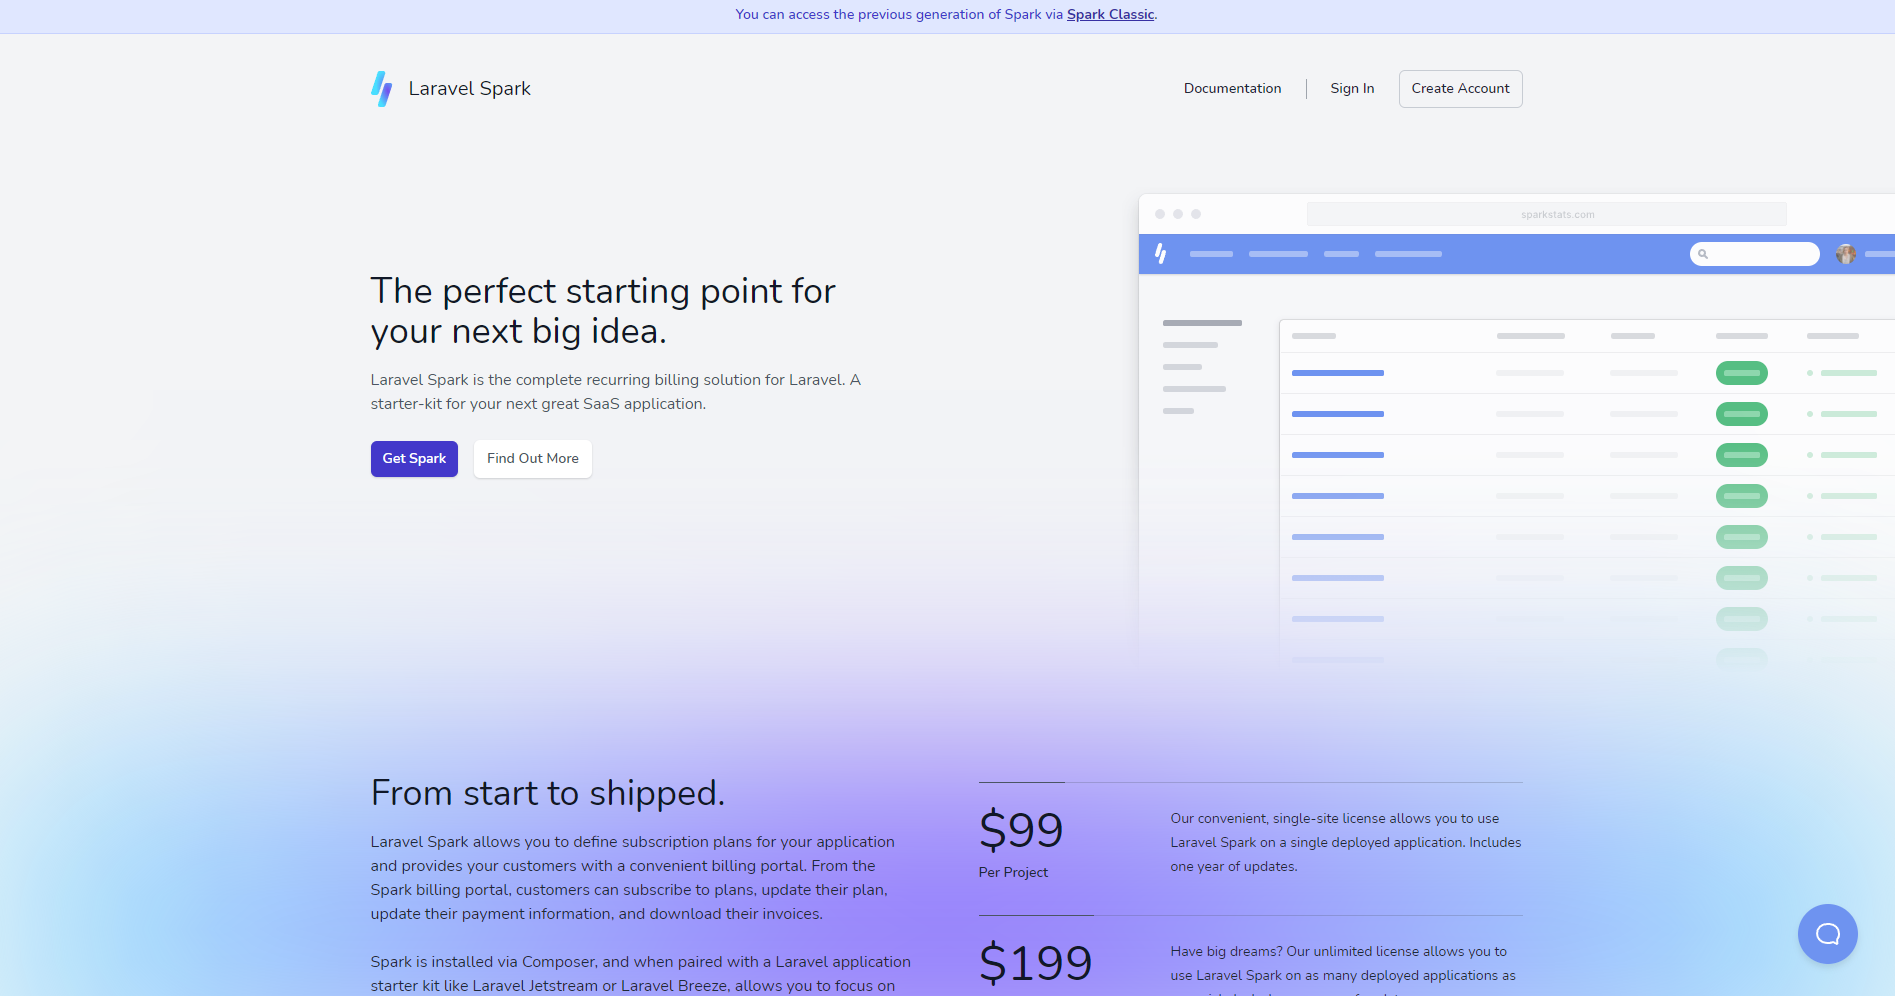 You can access the previous generation of Spark via Spark Classic.
Laravel Spark
Documentation
Sign In
Create Account
sparkstats.com
The perfect starting point for
your next big idea.
Laravel Spark is the complete recurring billing solution for Laravel. A
starter-kit for your next great SaaS application.
Get Spark
Find Out More
From start to shipped.
Laravel Spark allows you to define subscription plans for your application
and provides your customers with a convenient billing portal. From the
Spark billing portal, customers can subscribe to plans, update their plan,
update their payment information, and download their invoices.
Spark is installed via Composer, and when paired with a Laravel application
starter kit like Laravel Jetstream or Laravel Breeze, allows you to focus on
$99
Per Project
Our convenient, single-site license allows you to use
Laravel Spark on a single deployed application. Includes
one year of updates.
$199
Have big dreams? Our unlimited license allows you to
use Laravel Spark on as many deployed applications as